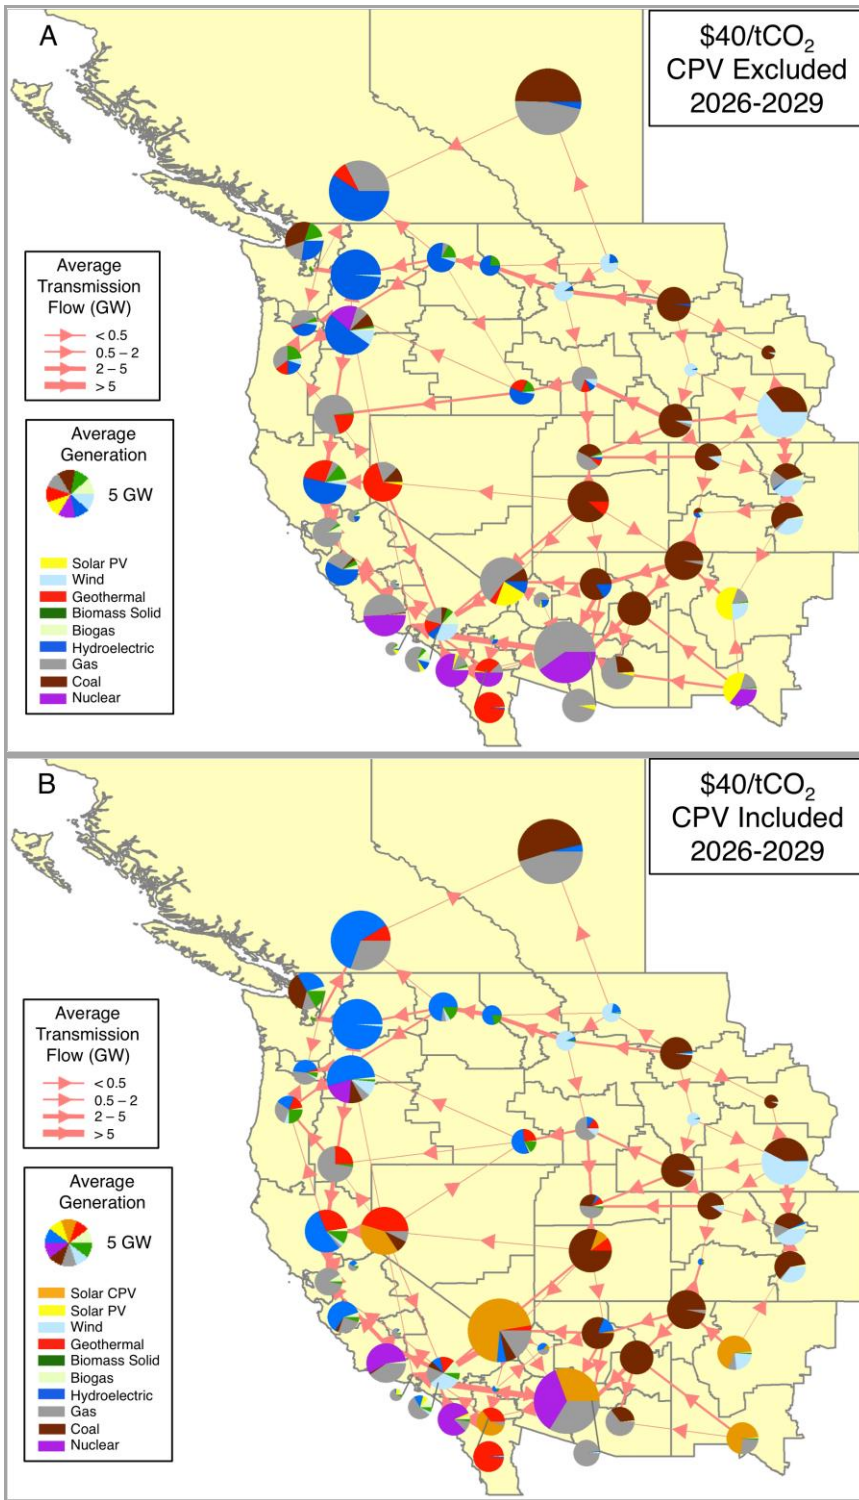 A
$40/tCO₂
CPV Excluded
2026-2029
Average
Transmission
Flow (GW)
< 0.5
0.5 – 2
2 – 5
> 5
Average
Generation
5 GW
Solar PV
Wind
Geothermal
Biomass Solid
Biogas
Hydroelectric
Gas
Coal
Nuclear
B
$40/tCO₂
CPV Included
2026-2029
Average
Transmission
Flow (GW)
< 0.5
0.5 – 2
2 – 5
> 5
Average
Generation
5 GW
Solar CPV
Solar PV
Wind
Geothermal
Biomass Solid
Biogas
Hydroelectric
Gas
Coal
Nuclear